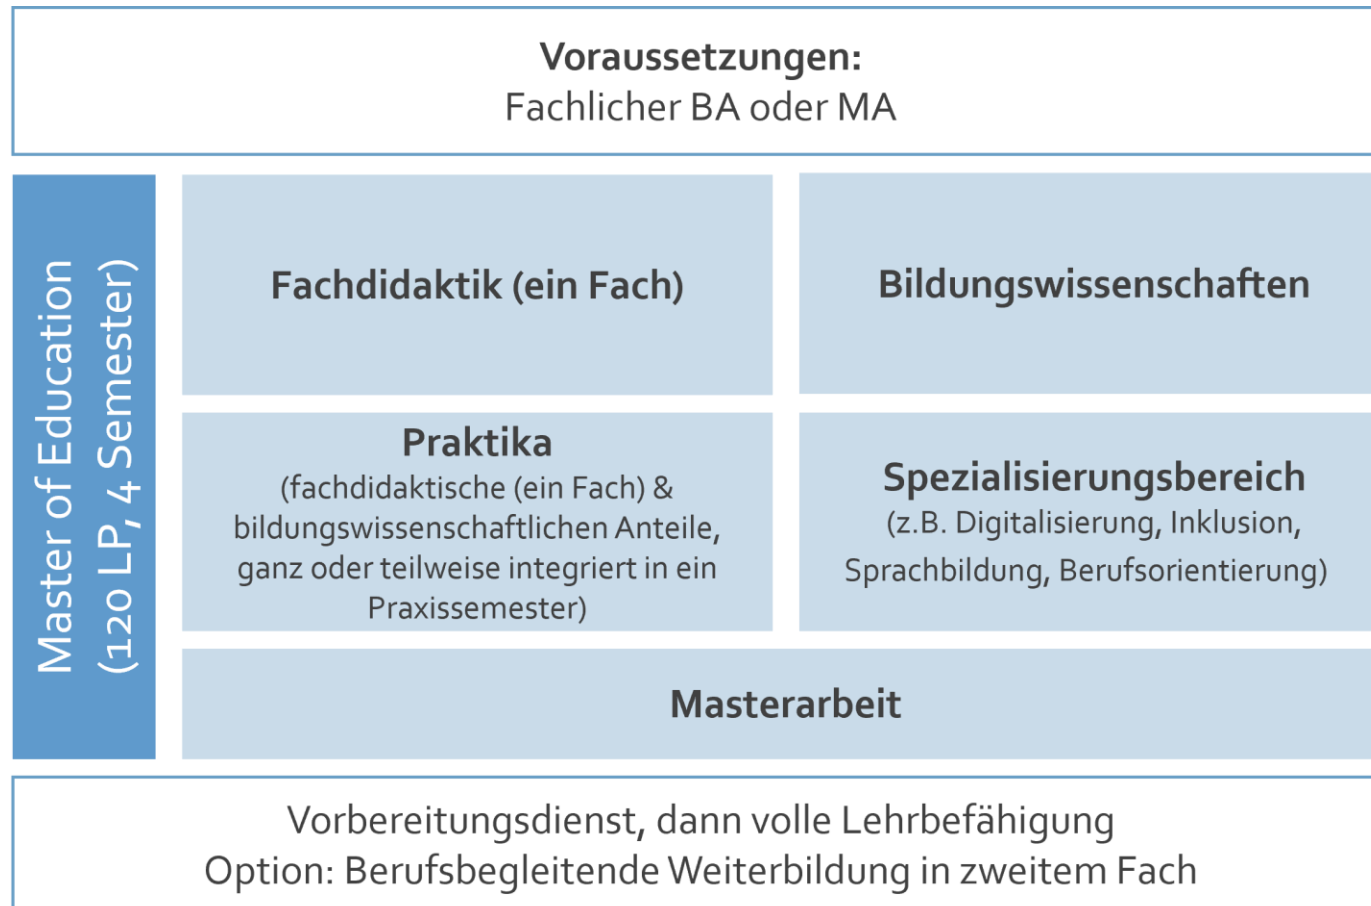 Voraussetzungen:
Fachlicher BA oder MA
Master of Education
(120 LP, 4 Semester)
Fachdidaktik (ein Fach)
Bildungswissenschaften
Praktika
(fachdidaktische (ein Fach) &
bildungswissenschaftlichen Anteile,
ganz oder teilweise integriert in ein
Praxissemester)
Spezialisierungsbereich
(z.B. Digitalisierung, Inklusion,
Sprachbildung, Berufsorientierung)
Masterarbeit
Vorbereitungsdienst, dann volle Lehrbefähigung
Option: Berufsbegleitende Weiterbildung in zweitem Fach